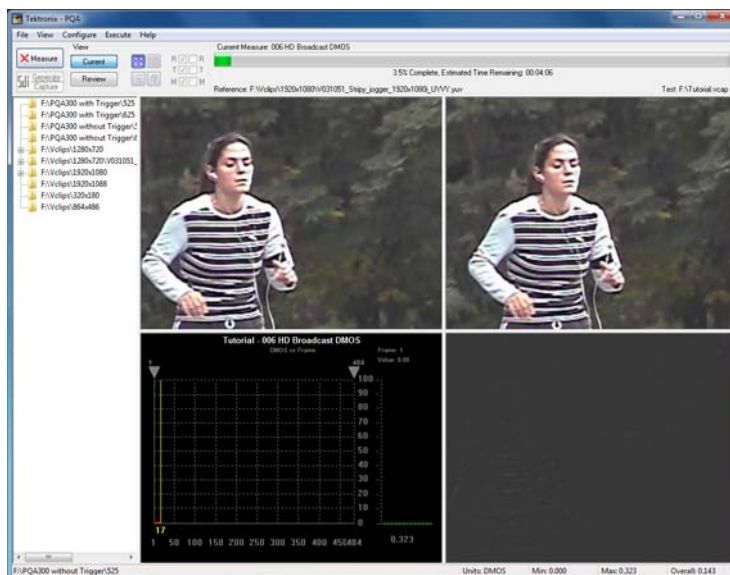 Tektronix - PQA
File View Configure Execute Help
Measure
View
Current
Review
Generate Capture
R R
T T
M M
Current Measure: 006 HD Broadcast DMOS
3.5% Complete, Estimated Time Remaining: 00:04:06
Reference: F:\Vclips\1920x1080\V031051_Stripy_jogger_1920x1080i_UYVY.yuv
Test: F:\Tutorial.vcap
F:\PQA300 with Trigger\525
F:\PQA300 with Trigger\625
F:\PQA300 without Trigger\
F:\PQA300 without Trigger\
F:\Vclips\1280x720
F:\Vclips\1280x720\V031051_
F:\Vclips\1920x1080
F:\Vclips\1920x1088
F:\Vclips\320x180
F:\Vclips\864x486
Tutorial - 006 HD Broadcast DMOS
DMOS vs Frame
Frame: 1
Value: 0.00
1 484
100
90
80
70
60
50
40
30
20
10
0
17
1 50 100 150 200 250 300 350 400 450 484
0.323
F:\PQA300 without Trigger\525
Units: DMOS Min: 0.000 Max: 0.323 Overall: 0.143